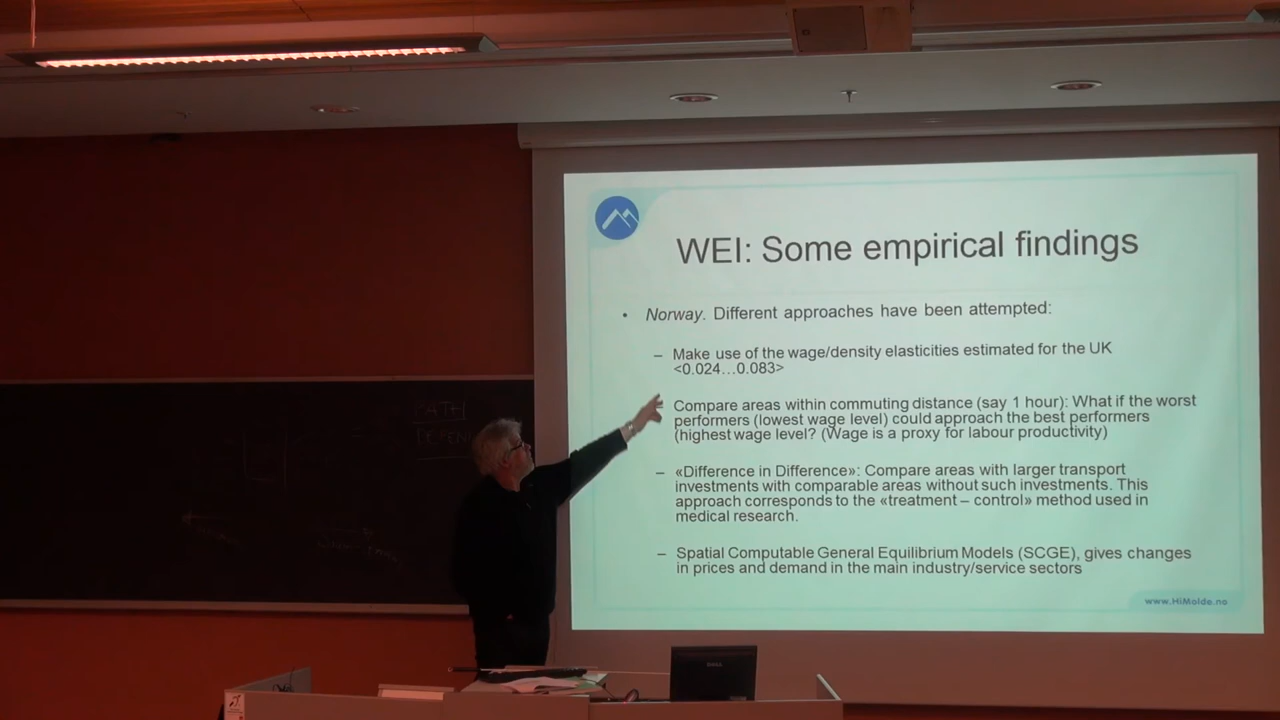 WEI: Some empirical findings
• Norway. Different approaches have been attempted:
– Make use of the wage/density elasticities estimated for the UK
<0.024…0.083>
Compare areas within commuting distance (say 1 hour): What if the worst
performers (lowest wage level) could approach the best performers
(highest wage level? (Wage is a proxy for labour productivity)
– «Difference in Difference»: Compare areas with larger transport
investments with comparable areas without such investments. This
approach corresponds to the «treatment – control» method used in
medical research.
– Spatial Computable General Equilibrium Models (SCGE), gives changes
in prices and demand in the main industry/service sectors
www.HiMolde.no
PATH
DELL